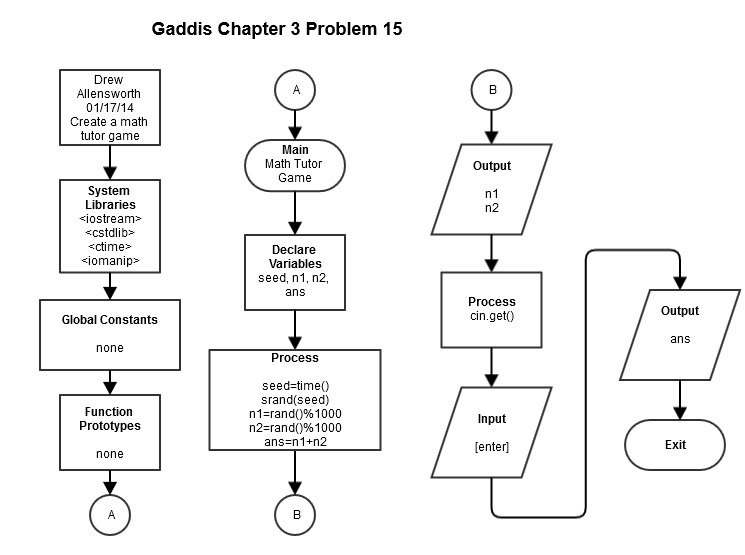 Gaddis Chapter 3 Problem 15
Drew
Allensworth
01/17/14
Create a math
tutor game
System
Libraries
<iostream>
<cstdlib>
<ctime>
<iomanip>
Global Constants
none
Function
Prototypes
none
A
A
Main
Math Tutor
Game
Declare
Variables
seed, n1, n2,
ans
Process
seed=time()
srand(seed)
n1=rand()%1000
n2=rand()%1000
ans=n1+n2
B
B
Output
n1
n2
Process
cin.get()
Input
[enter]
Output
ans
Exit